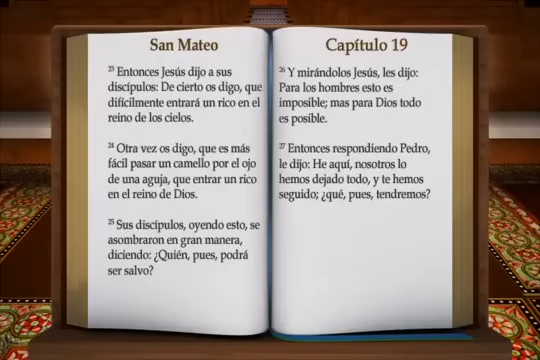 San Mateo
23 Entonces Jesús dijo a sus
discípulos: De cierto os digo, que
difícilmente entrará un rico en el
reino de los cielos.
24 Otra vez os digo, que es más
fácil pasar un camello por el ojo
de una aguja, que entrar un rico
en el reino de Dios.
25 Sus discípulos, oyendo esto, se
asombraron en gran manera,
diciendo: ¿Quién, pues, podrá
ser salvo?
Capítulo 19
26 Y mirándolos Jesús, les dijo:
Para los hombres esto es
imposible; mas para Dios todo
es posible.
27 Entonces respondiendo Pedro,
le dijo: He aquí, nosotros lo
hemos dejado todo, y te hemos
seguido; ¿qué, pues, tendremos?